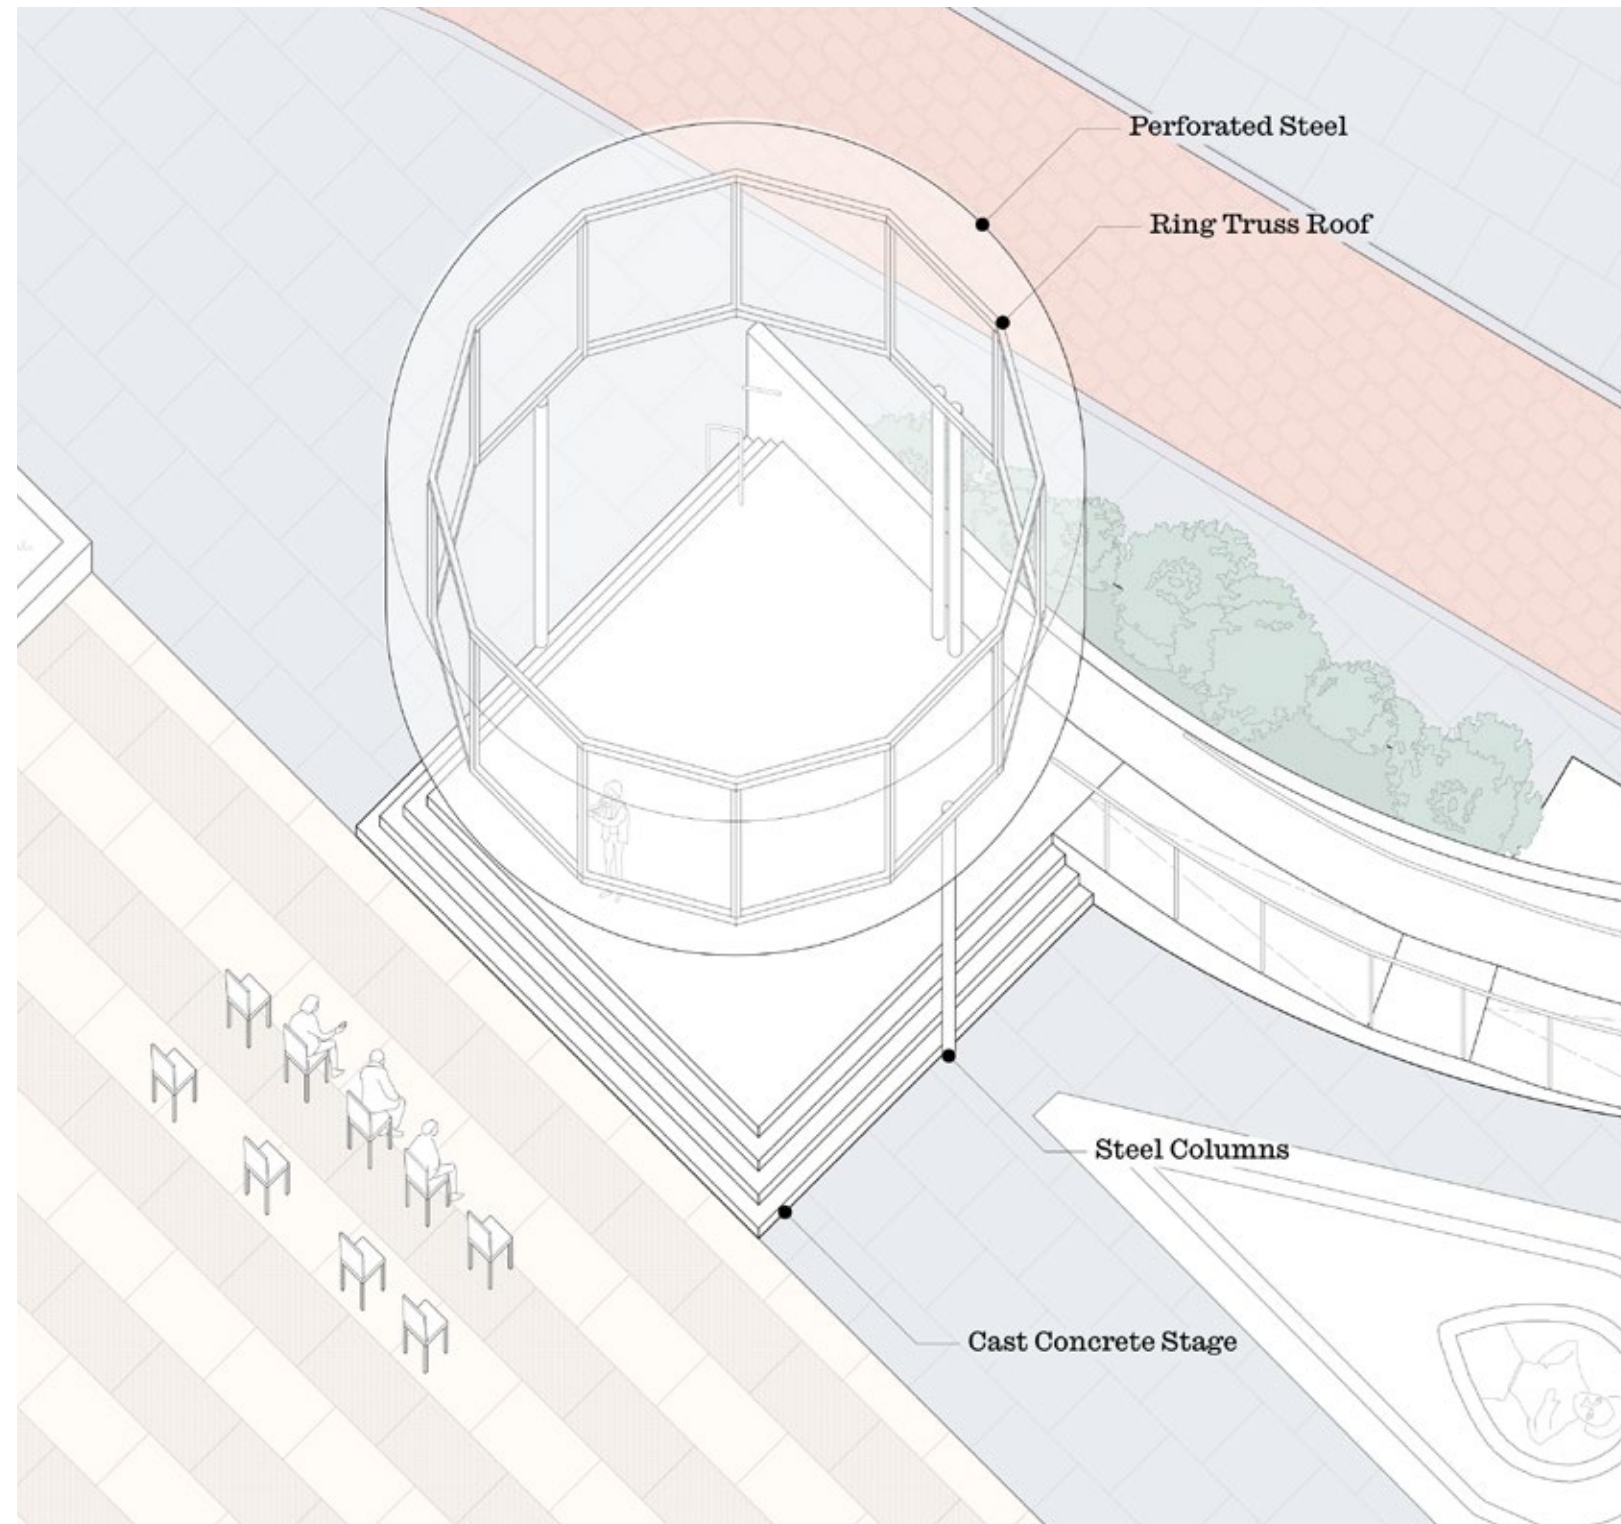 Perforated Steel
Ring Truss Roof
Steel Columns
Cast Concrete Stage